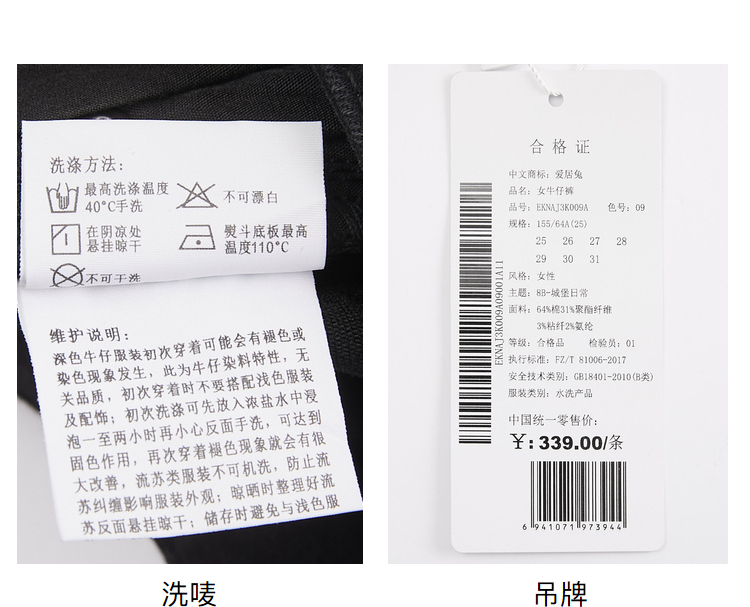 洗涤方法:
最高洗涤温度
40℃手洗
不可漂白
在阴凉处
悬挂晾干
熨斗底板最高
温度110℃
不可干洗
维护说明:
深色牛仔服装初次穿着可能会有褪色或
染色现象发生，此为牛仔染料特性，无
关品质，初次穿着时不要搭配浅色服装
及配饰；初次洗涤可先放入浓盐水中浸
泡一至两小时再小心反面手洗，可达到
固色作用，再次穿着褪色现象就会有很
大改善，流苏类服装不可机洗，防止流
苏纠缠影响服装外观；晾晒时整理好流
苏反面悬挂晾干；储存时避免与浅色服
洗唛
合格证
中文商标: 爱居兔
品名: 女牛仔裤
品号: EKNAJ3K009A 色号: 09
规格: 155/64A(25)
25 26 27 28
29 30 31
风格: 女性
主题: 8B-城堡日常
面料: 64%棉31%聚酯纤维
3%粘纤2%氨纶
等级: 合格品 检验员: 01
执行标准: FZ/T 81006-2017
安全技术类别: GB18401-2010(B类)
服装类别: 水洗产品
中国统一零售价:
¥: 339.00/条
EKNAJ3K009A09001A11
6 941071 973944
吊牌